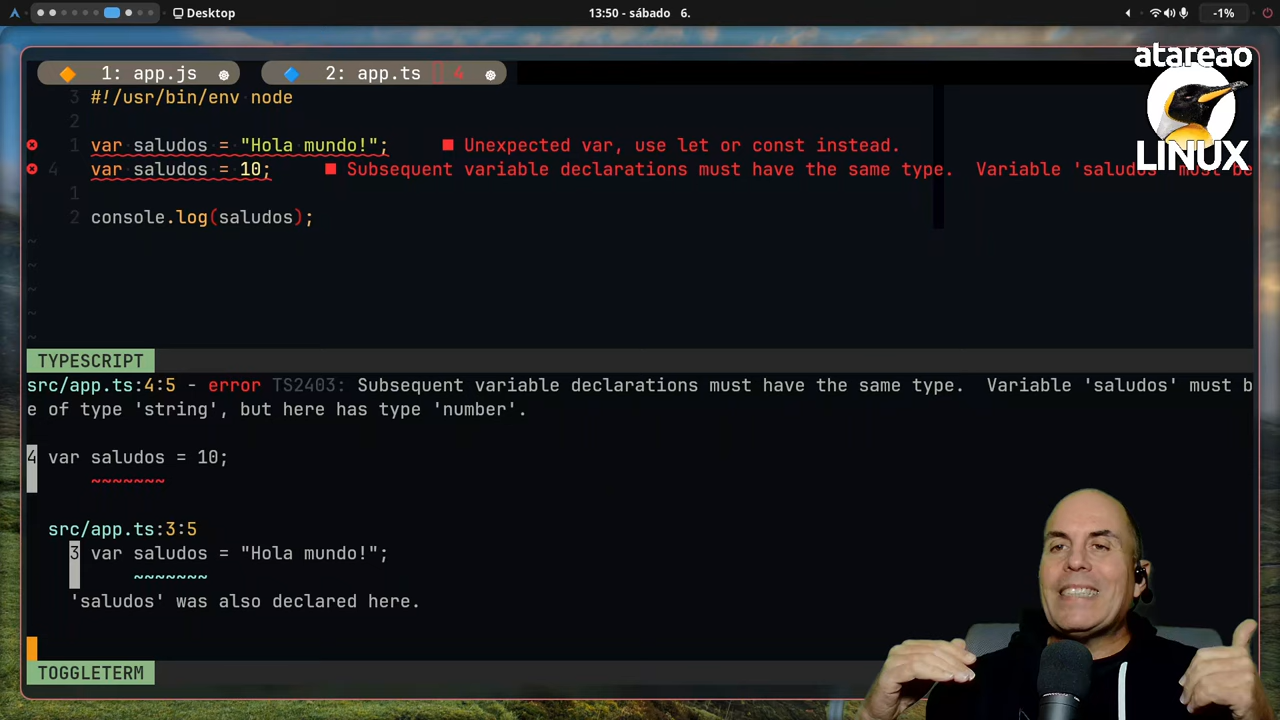 Desktop
13:50 - sábado 6.
-1%
atareao
LINUX
1: app.js
2: app.ts 4
3 #!/usr/bin/env node
2
1 var saludos = "Hola mundo!"; ■ Unexpected var, use let or const instead.
4 var saludos = 10; ■ Subsequent variable declarations must have the same type. Variable 'saludos' must be
1
2 console.log(saludos);
~
~
~
~
~
TYPESCRIPT
src/app.ts:4:5 - error TS2403: Subsequent variable declarations must have the same type. Variable 'saludos' must b
e of type 'string', but here has type 'number'.
4 var saludos = 10;
~~~~~~~
src/app.ts:3:5
3 var saludos = "Hola mundo!";
~~~~~~~
'saludos' was also declared here.
TOGGLETERM